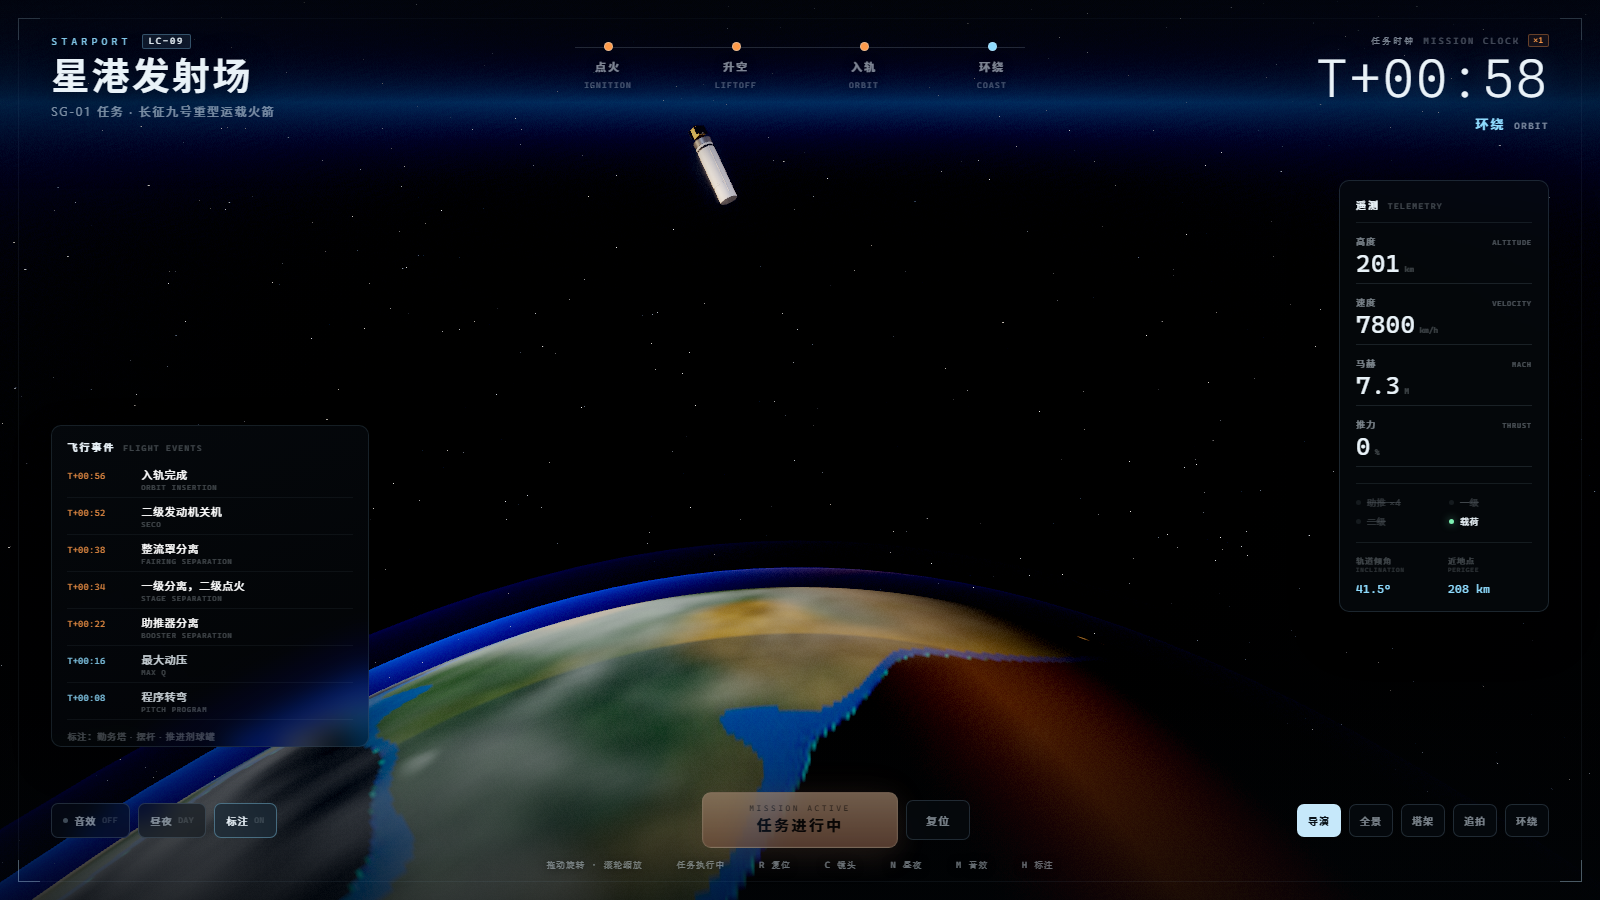 STARPORT LC-09
星港发射场
SG-01 任务 · 长征九号重型运载火箭
点火
IGNITION
升空
LIFTOFF
入轨
ORBIT
环绕
COAST
任务时钟 MISSION CLOCK ×1
T+00:58
环绕 ORBIT
遥测 TELEMETRY
高度 ALTITUDE
201 km
速度 VELOCITY
7800 km/h
马赫 MACH
7.3 M
推力 THRUST
0 %
助推 ×4 一级
二级 载荷
轨道倾角 近地点
INCLINATION PERIGEE
41.5° 208 km
飞行事件 FLIGHT EVENTS
T+00:56 入轨完成
ORBIT INSERTION
T+00:52 二级发动机关机
SECO
T+00:38 整流罩分离
FAIRING SEPARATION
T+00:34 一级分离，二级点火
STAGE SEPARATION
T+00:22 助推器分离
BOOSTER SEPARATION
T+00:16 最大动压
MAX Q
T+00:08 程序转弯
PITCH PROGRAM
标注：勤务塔 · 摆杆 · 推进剂球罐
音效 OFF
昼夜 DAY
标注 ON
MISSION ACTIVE
任务进行中
复位
导演
全景
塔架
追拍
环绕
拖动旋转 · 滚轮缩放 任务执行中 R 复位 C 镜头 N 昼夜 M 音效 H 标注